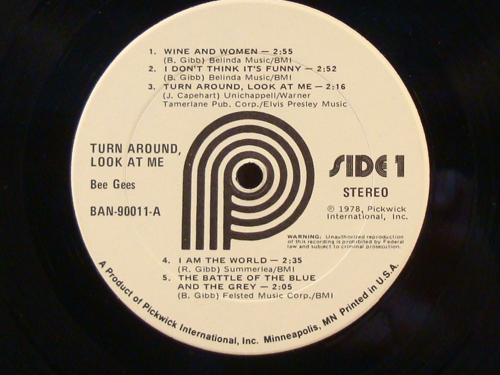 1. WINE AND WOMEN — 2:55
(B. Gibb) Belinda Music/BMI
2. I DON'T THINK IT'S FUNNY — 2:52
(B. Gibb) Belinda Music/BMI
3. TURN AROUND, LOOK AT ME — 2:16
(J. Capehart) Unichappell/Warner
Tamerlane Pub. Corp./Elvis Presley Music
TURN AROUND,
LOOK AT ME
Bee Gees
BAN-90011-A
SIDE 1
STEREO
℗ 1978, Pickwick
International, Inc.
WARNING: Unauthorized reproduction
of this recording is prohibited by Federal
law and subject to criminal prosecution.
4. I AM THE WORLD — 2:35
(R. Gibb) Summerlea/BMI
5. THE BATTLE OF THE BLUE
AND THE GREY — 2:05
(B. Gibb) Felsted Music Corp./BMI
A Product of Pickwick International, Inc. Minneapolis, MN Printed in U.S.A.